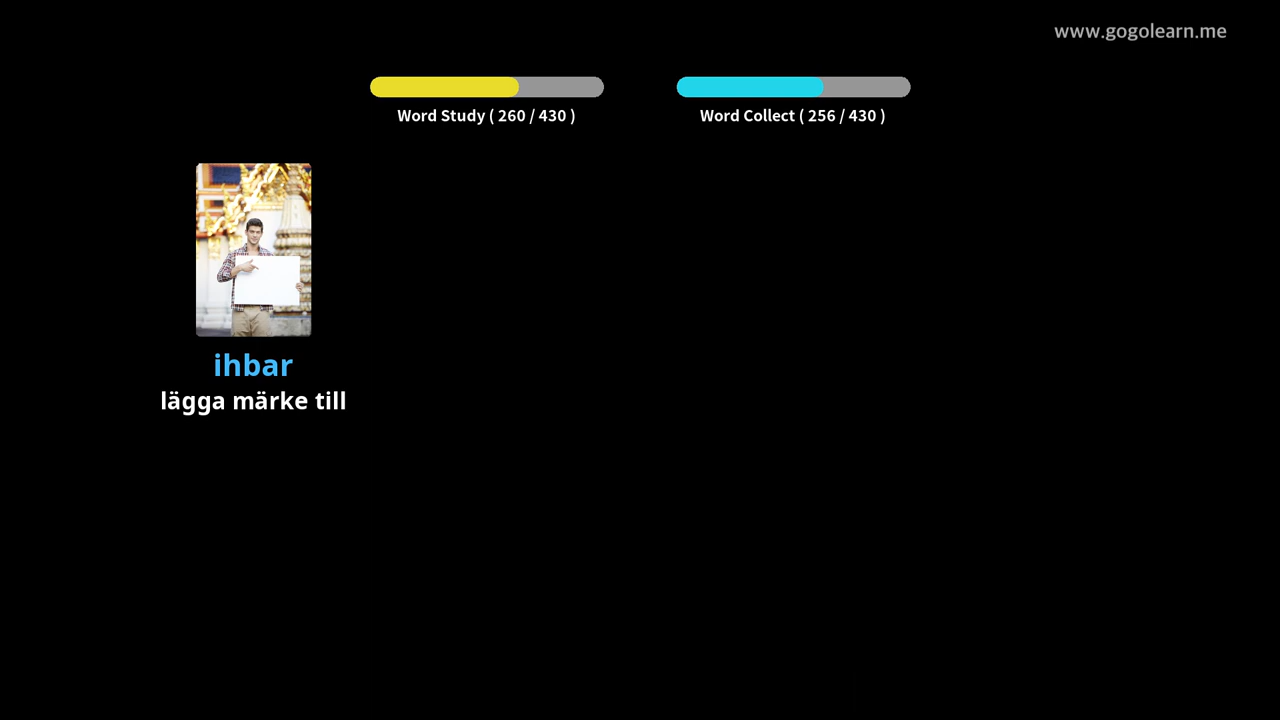 www.gogolearn.me
Word Study ( 260 / 430 )
Word Collect ( 256 / 430 )
ihbar
lägga märke till